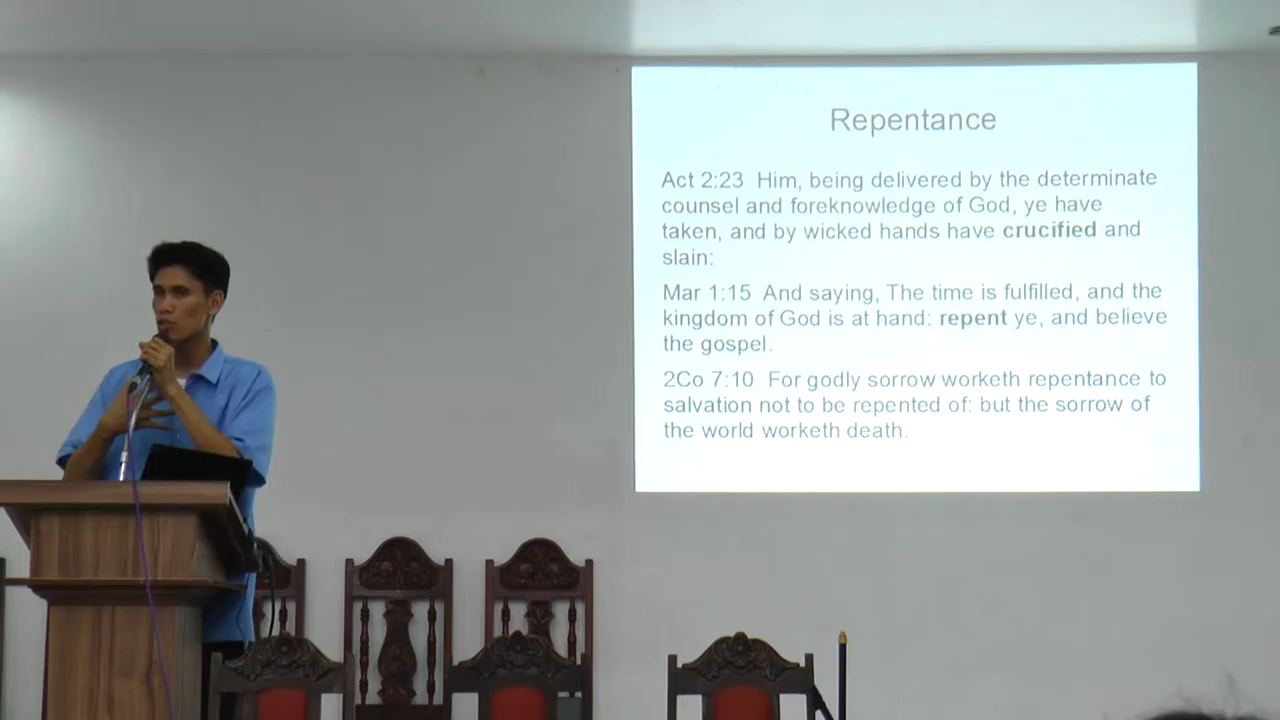 Repentance
Act 2:23 Him, being delivered by the determinate
counsel and foreknowledge of God, ye have
taken, and by wicked hands have crucified and
slain:
Mar 1:15 And saying, The time is fulfilled, and the
kingdom of God is at hand: repent ye, and believe
the gospel.
2Co 7:10 For godly sorrow worketh repentance to
salvation not to be repented of: but the sorrow of
the world worketh death.